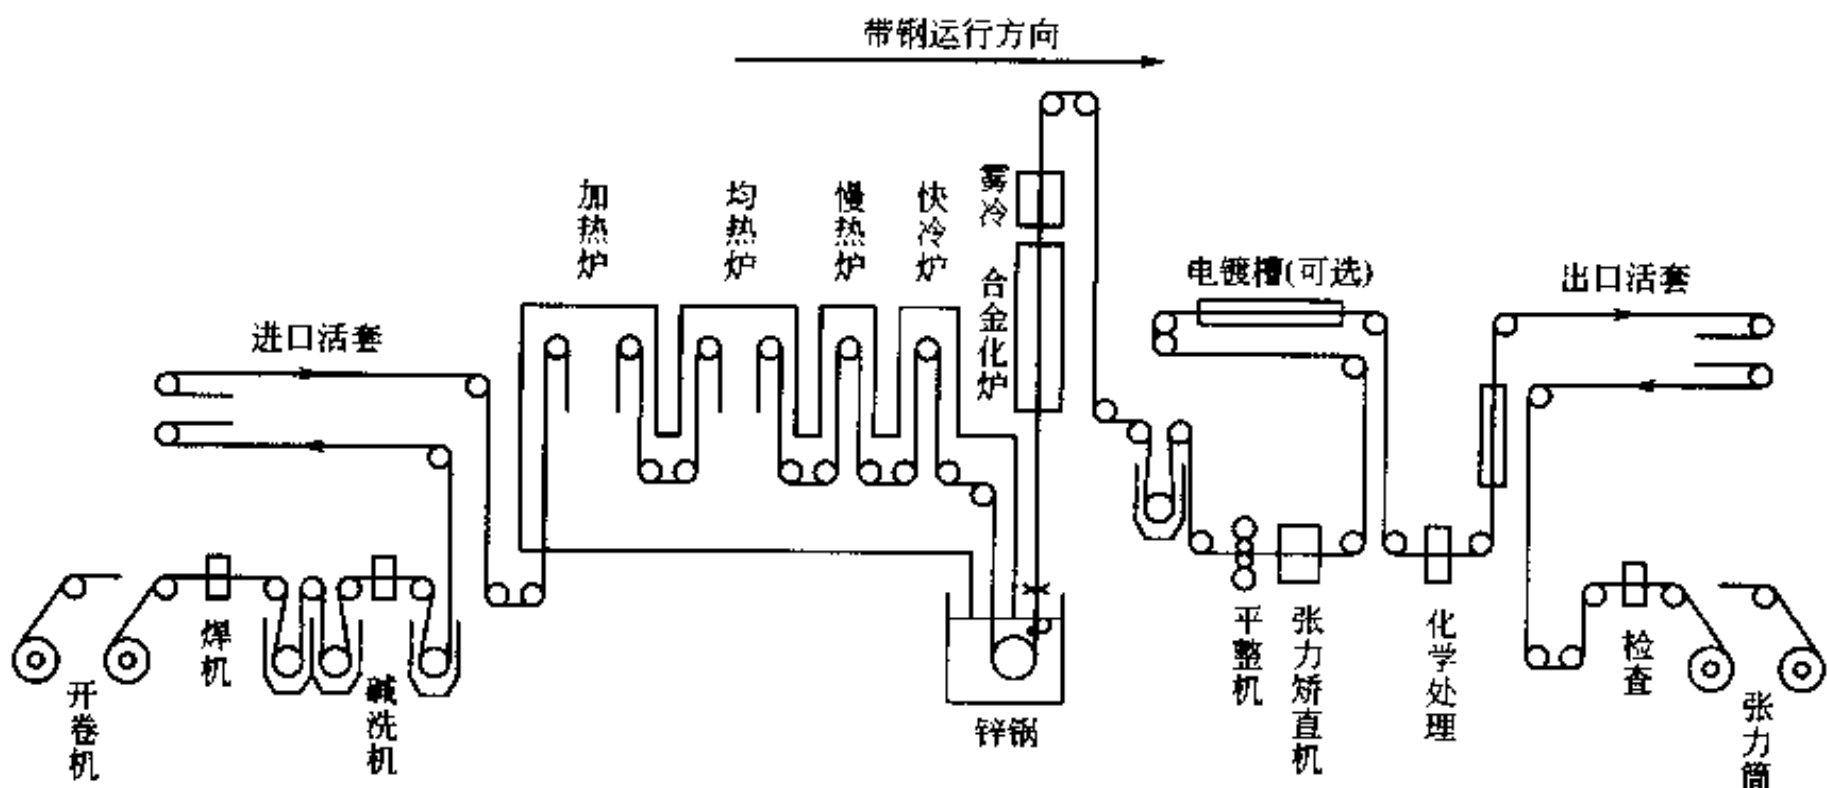 带钢运行方向
加热炉
均热炉
慢热炉
快冷炉
雾冷
合金化炉
进口活套
电镀槽(可选)
出口活套
开卷机
焊机
碱洗机
锌锅
平整机
张力矫直机
化学处理
检查
张力筒